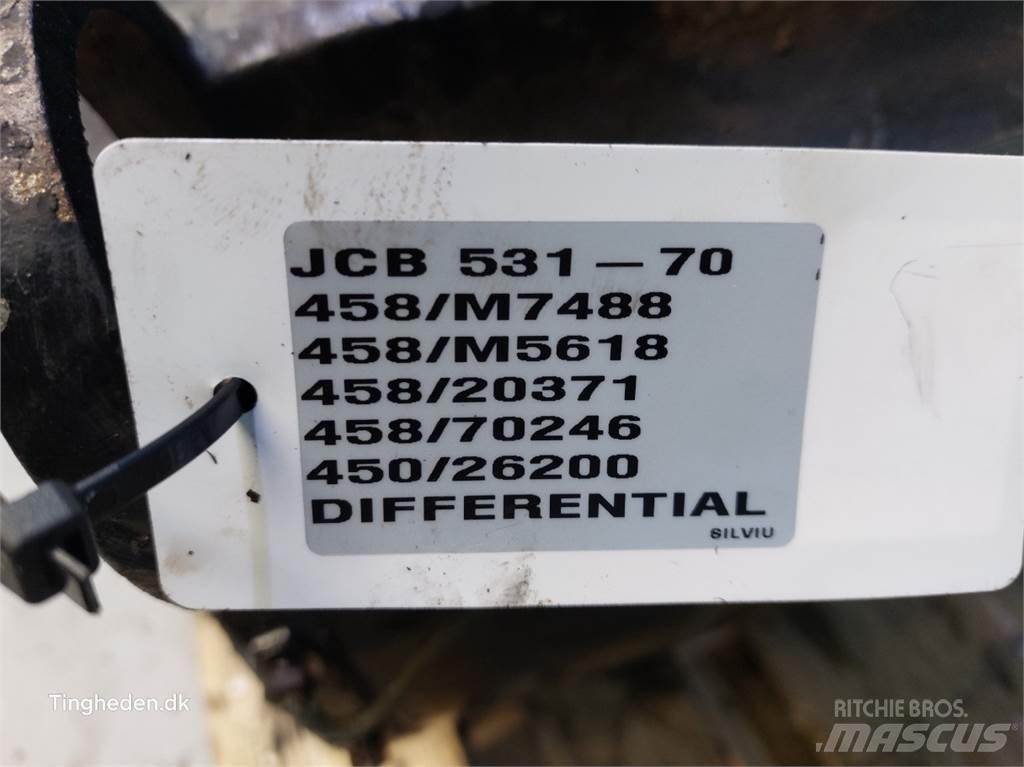 JCB 531-70
458/M7488
458/M5618
458/20371
458/70246
450/26200
DIFFERENTIAL
SILVIU
Tingheden.dk
RITCHIE BROS.
MASCUS